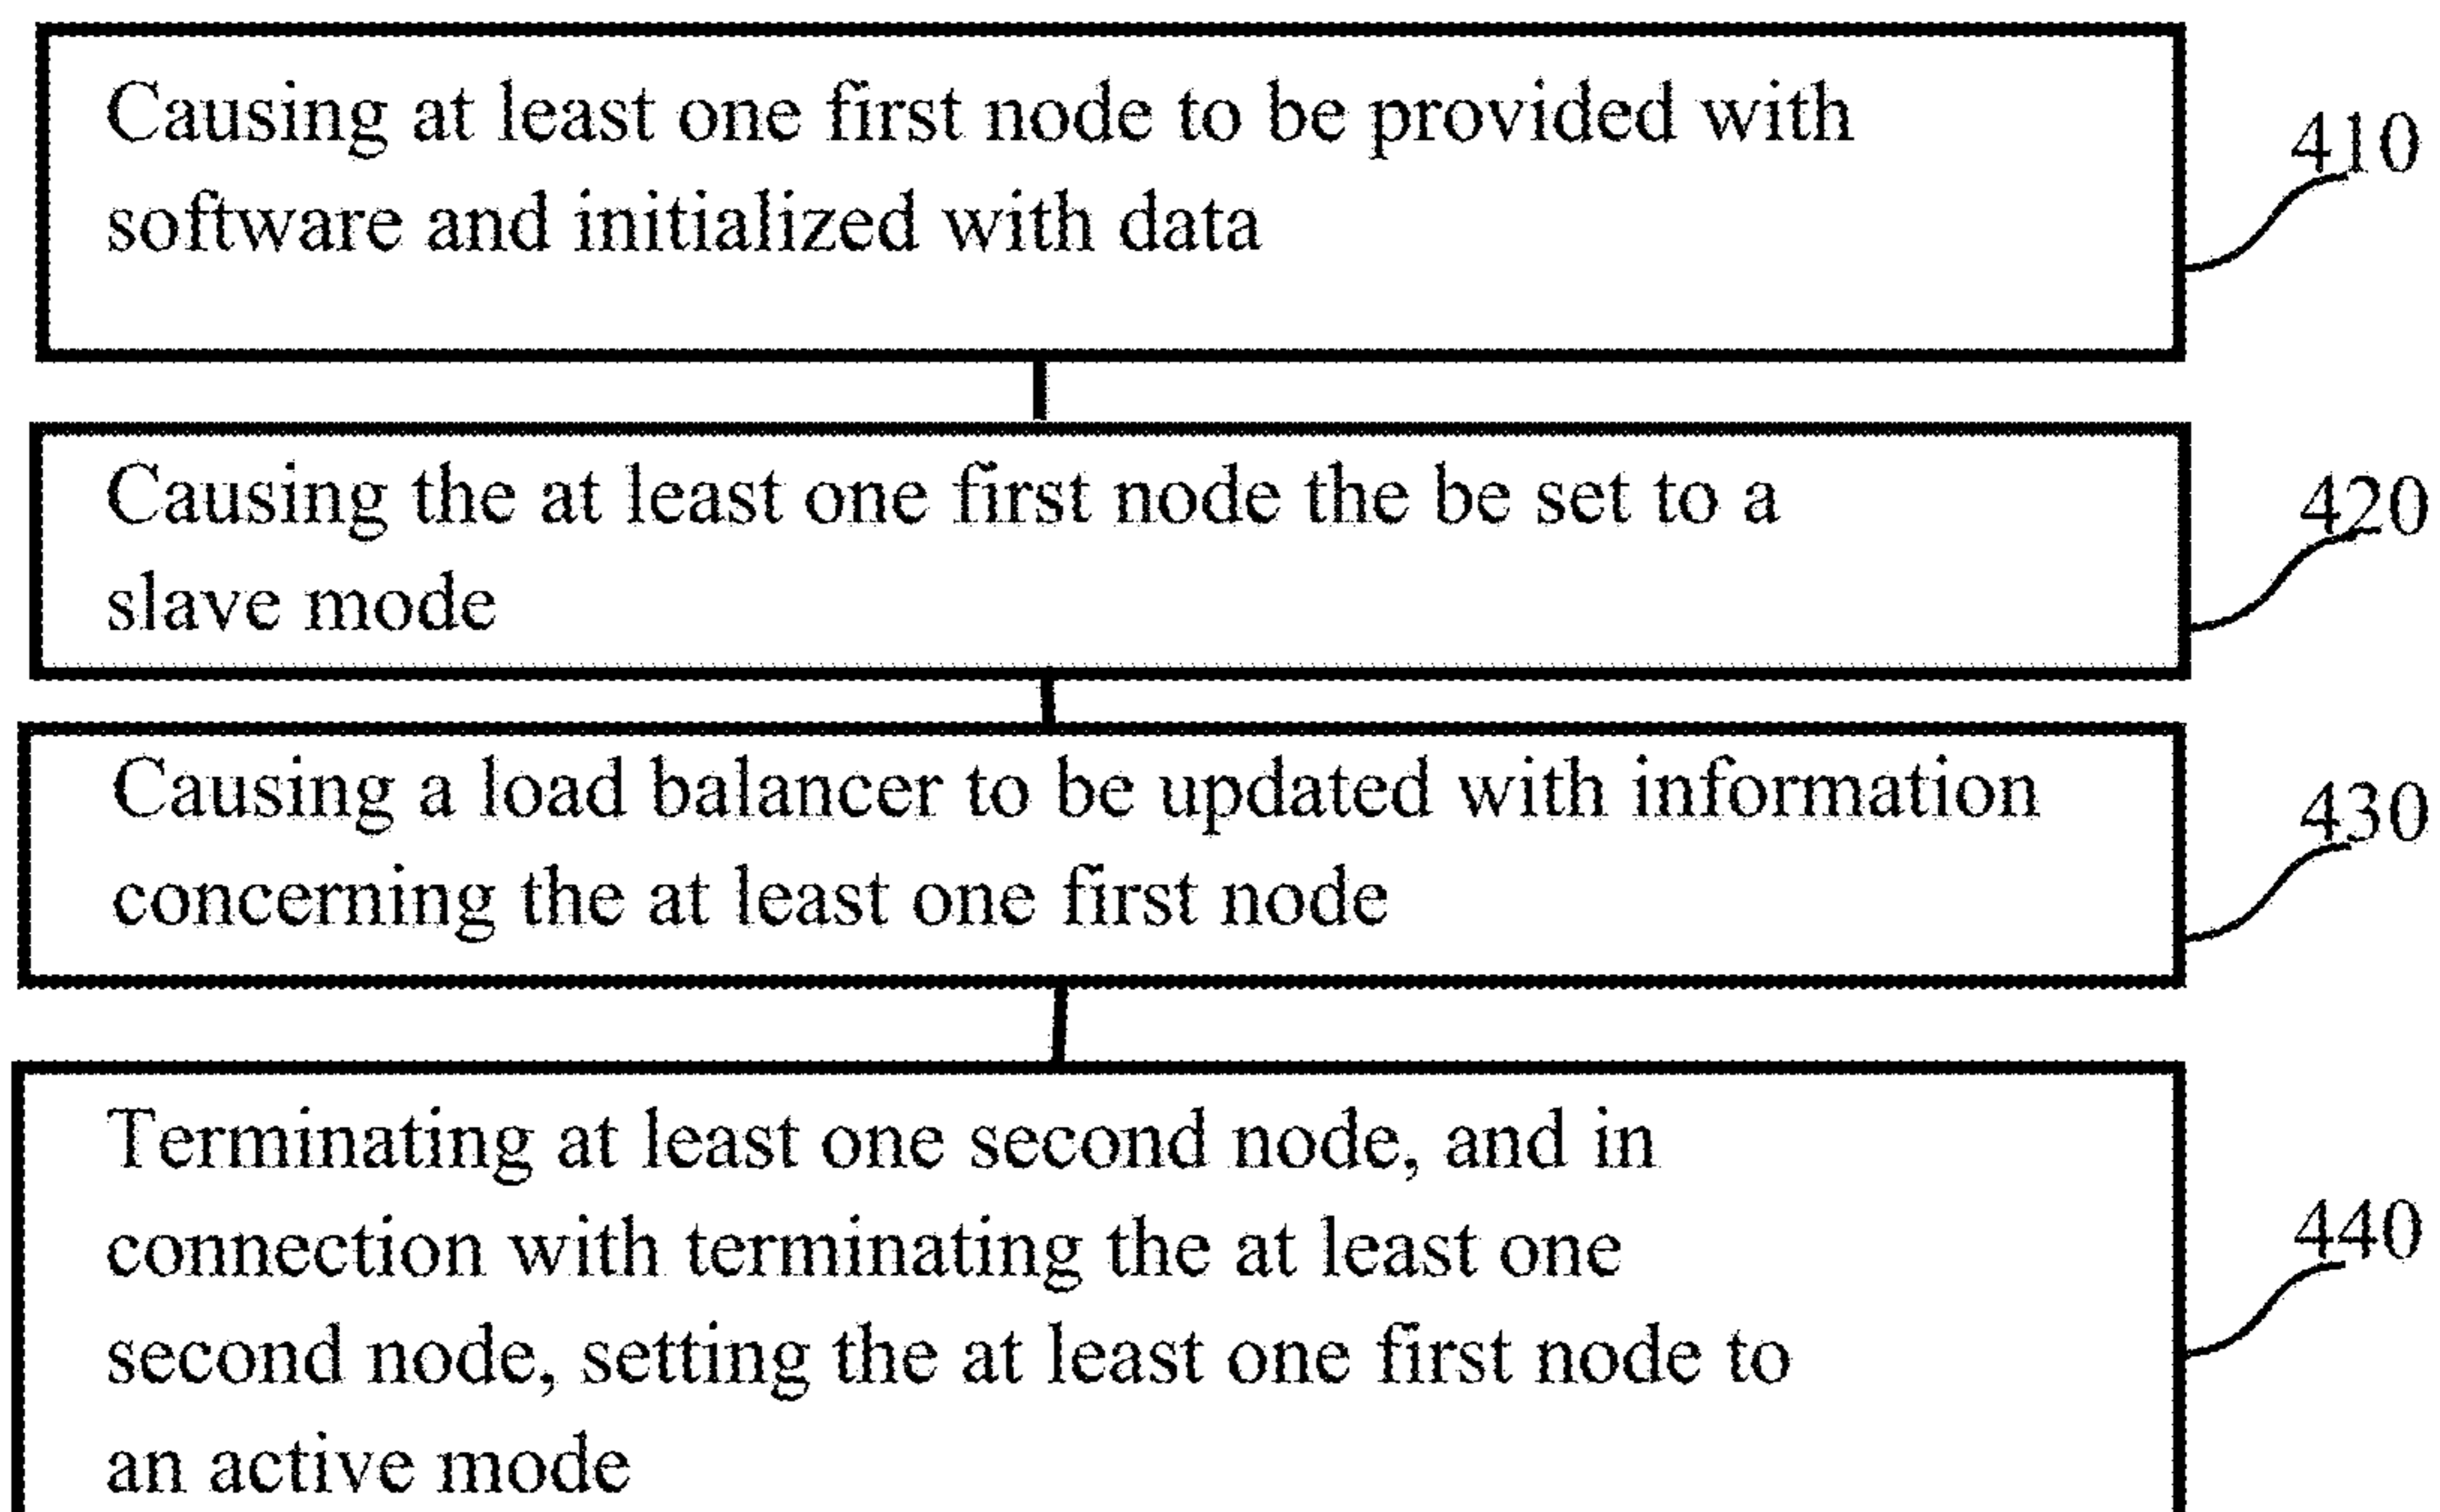 Causing at least one first node to be provided with
software and initialized with data
410
Causing the at least one first node the be set to a
slave mode
420
Causing a load balancer to be updated with information
concerning the at least one first node
430
Terminating at least one second node, and in
connection with terminating the at least one
second node, setting the at least one first node to
an active mode
440